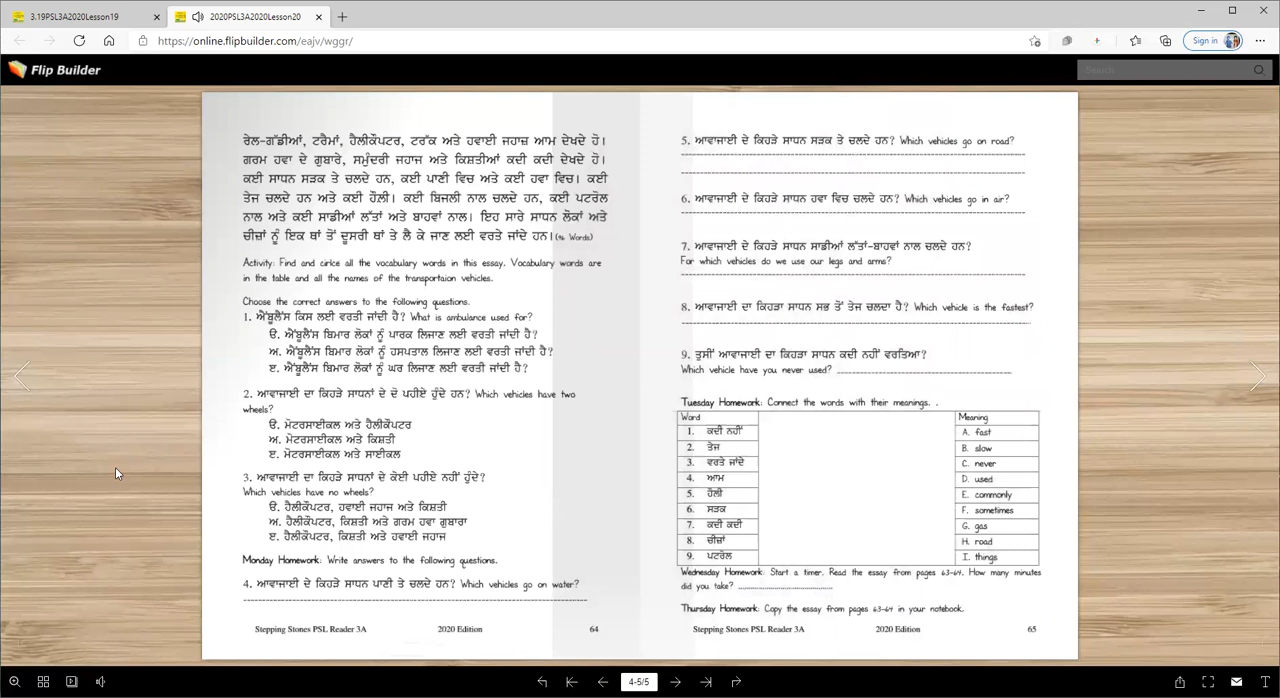 3.19PSL3A2020Lesson19
2020PSL3A2020Lesson20
https://online.flipbuilder.com/eajv/wggr/
Sign in
Flip Builder
Search
ਰੇਲ-ਗੱਡੀਆਂ, ਟਰੈਮਾਂ, ਹੈਲੀਕੌਪਟਰ, ਟਰੱਕ ਅਤੇ ਹਵਾਈ ਜਹਾਜ਼ ਆਮ ਦੇਖਦੇ ਹੋ।
ਗਰਮ ਹਵਾ ਦੇ ਗੁਬਾਰੇ, ਸਮੁੰਦਰੀ ਜਹਾਜ ਅਤੇ ਕਿਸ਼ਤੀਆਂ ਕਦੀ ਕਦੀ ਦੇਖਦੇ ਹੋ।
ਕਈ ਸਾਧਨ ਸੜਕ ਤੇ ਚਲਦੇ ਹਨ, ਕਈ ਪਾਣੀ ਵਿਚ ਅਤੇ ਕਈ ਹਵਾ ਵਿਚ। ਕਈ
ਤੇਜ ਚਲਦੇ ਹਨ ਅਤੇ ਕਈ ਹੌਲੀ। ਕਈ ਬਿਜਲੀ ਨਾਲ ਚਲਦੇ ਹਨ, ਕਈ ਪਟਰੋਲ
ਨਾਲ ਅਤੇ ਕਈ ਸਾਡੀਆਂ ਲੱਤਾਂ ਅਤੇ ਬਾਹਵਾਂ ਨਾਲ। ਇਹ ਸਾਰੇ ਸਾਧਨ ਲੋਕਾਂ ਅਤੇ
ਚੀਜ਼ਾਂ ਨੂੰ ਇਕ ਥਾਂ ਤੋਂ ਦੂਸਰੀ ਥਾਂ ਤੇ ਲੈ ਕੇ ਜਾਣ ਲਈ ਵਰਤੇ ਜਾਂਦੇ ਹਨ। (96 Words)
Activity: Find and cirlce all the vocabulary words in this essay. Vocabulary words are
in the table and all the names of the transportaion vehicles.
Choose the correct answers to the following questions.
1. ਐਂਬੂਲੈਂਸ ਕਿਸ ਲਈ ਵਰਤੀ ਜਾਂਦੀ ਹੈ? What is ambulance used for?
ੳ. ਐਂਬੂਲੈਂਸ ਬਿਮਾਰ ਲੋਕਾਂ ਨੂੰ ਪਾਰਕ ਲਿਜਾਣ ਲਈ ਵਰਤੀ ਜਾਂਦੀ ਹੈ?
ਅ. ਐਂਬੂਲੈਂਸ ਬਿਮਾਰ ਲੋਕਾਂ ਨੂੰ ਹਸਪਤਾਲ ਲਿਜਾਣ ਲਈ ਵਰਤੀ ਜਾਂਦੀ ਹੈ?
ੲ. ਐਂਬੂਲੈਂਸ ਬਿਮਾਰ ਲੋਕਾਂ ਨੂੰ ਘਰ ਲਿਜਾਣ ਲਈ ਵਰਤੀ ਜਾਂਦੀ ਹੈ?
2. ਆਵਾਜਾਈ ਦਾ ਕਿਹੜੇ ਸਾਧਨਾਂ ਦੇ ਦੋ ਪਹੀਏ ਹੁੰਦੇ ਹਨ? Which vehicles have two
wheels?
ੳ. ਮੋਟਰਸਾਈਕਲ ਅਤੇ ਹੈਲੀਕੌਪਟਰ
ਅ. ਮੋਟਰਸਾਈਕਲ ਅਤੇ ਕਿਸ਼ਤੀ
ੲ. ਮੋਟਰਸਾਈਕਲ ਅਤੇ ਸਾਈਕਲ
3. ਆਵਾਜਾਈ ਦਾ ਕਿਹੜੇ ਸਾਧਨਾਂ ਦੇ ਕੋਈ ਪਹੀਏ ਨਹੀਂ ਹੁੰਦੇ?
Which vehicles have no wheels?
ੳ. ਹੈਲੀਕੌਪਟਰ, ਹਵਾਈ ਜਹਾਜ ਅਤੇ ਕਿਸ਼ਤੀ
ਅ. ਹੈਲੀਕੌਪਟਰ, ਕਿਸ਼ਤੀ ਅਤੇ ਗਰਮ ਹਵਾ ਗੁਬਾਰਾ
ੲ. ਹੈਲੀਕੌਪਟਰ, ਕਿਸ਼ਤੀ ਅਤੇ ਹਵਾਈ ਜਹਾਜ
Monday Homework: Write answers to the following questions.
4. ਆਵਾਜਾਈ ਦੇ ਕਿਹੜੇ ਸਾਧਨ ਪਾਣੀ ਤੇ ਚਲਦੇ ਹਨ? Which vehicles go on water?
Stepping Stones PSL Reader 3A 2020 Edition 64
5. ਆਵਾਜਾਈ ਦੇ ਕਿਹੜੇ ਸਾਧਨ ਸੜਕ ਤੇ ਚਲਦੇ ਹਨ? Which vehicles go on road?
6. ਆਵਾਜਾਈ ਦੇ ਕਿਹੜੇ ਸਾਧਨ ਹਵਾ ਵਿਚ ਚਲਦੇ ਹਨ? Which vehicles go in air?
7. ਆਵਾਜਾਈ ਦੇ ਕਿਹੜੇ ਸਾਧਨ ਸਾਡੀਆਂ ਲੱਤਾਂ-ਬਾਹਵਾਂ ਨਾਲ ਚਲਦੇ ਹਨ?
For which vehicles do we use our legs and arms?
8. ਆਵਾਜਾਈ ਦਾ ਕਿਹੜਾ ਸਾਧਨ ਸਭ ਤੋਂ ਤੇਜ ਚਲਦਾ ਹੈ? Which vehicle is the fastest?
9. ਤੁਸੀਂ ਆਵਾਜਾਈ ਦਾ ਕਿਹੜਾ ਸਾਧਨ ਕਦੀ ਨਹੀਂ ਵਰਤਿਆ?
Which vehicle have you never used?
Tuesday Homework: Connect the words with their meanings. .
Word Meaning
1. ਕਦੀ ਨਹੀਂ A. fast
2. ਤੇਜ B. slow
3. ਵਰਤੇ ਜਾਂਦੇ C. never
4. ਆਮ D. used
5. ਹੌਲੀ E. commonly
6. ਸੜਕ F. sometimes
7. ਕਦੀ ਕਦੀ G. gas
8. ਚੀਜ਼ਾਂ H. road
9. ਪਟਰੋਲ I. things
Wednesday Homework: Start a timer. Read the essay from pages 63-64. How many minutes
did you take?
Thursday Homework: Copy the essay from pages 63-64 in your notebook.
Stepping Stones PSL Reader 3A 2020 Edition 65
4-5/5